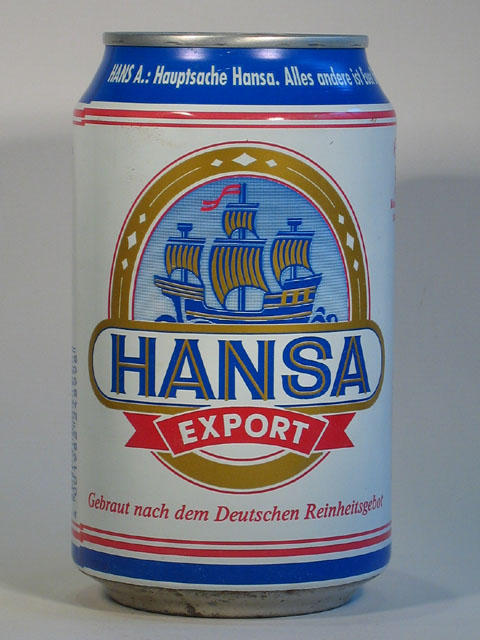 HANS A.: Hauptsache Hansa. Alles andere ist
HANSA
EXPORT
Gebraut nach dem Deutschen Reinheitsgebot